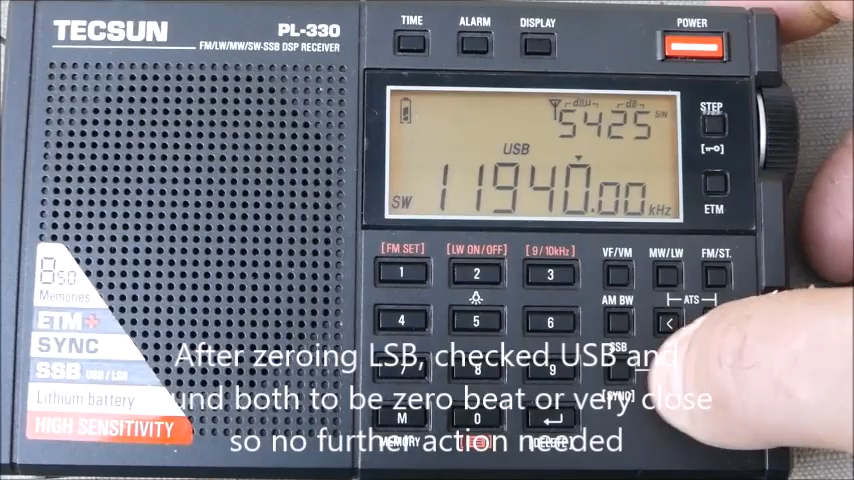 TECSUN
PL-330
FM/LW/MW/SW-SSB DSP RECEIVER
TIME
ALARM
DISPLAY
POWER
dBμ
dB
5425
S/N
USB
SW
11940.00 kHz
STEP
ETM
[FM SET]
[LW ON/OFF]
[9/10kHz]
VF/VM
MW/LW
FM/ST.
1
2
3
ATS
AM BW
<
4
5
6
SSB
7
8
9
[SYNC]
M
0
MEMORY
DELETE
850
Memories
ETM+
SYNC
SSB USB / LSB
Lithium battery
HIGH SENSITIVITY
After zeroing LSB, checked USB and
und both to be zero beat or very close
so no further action needed